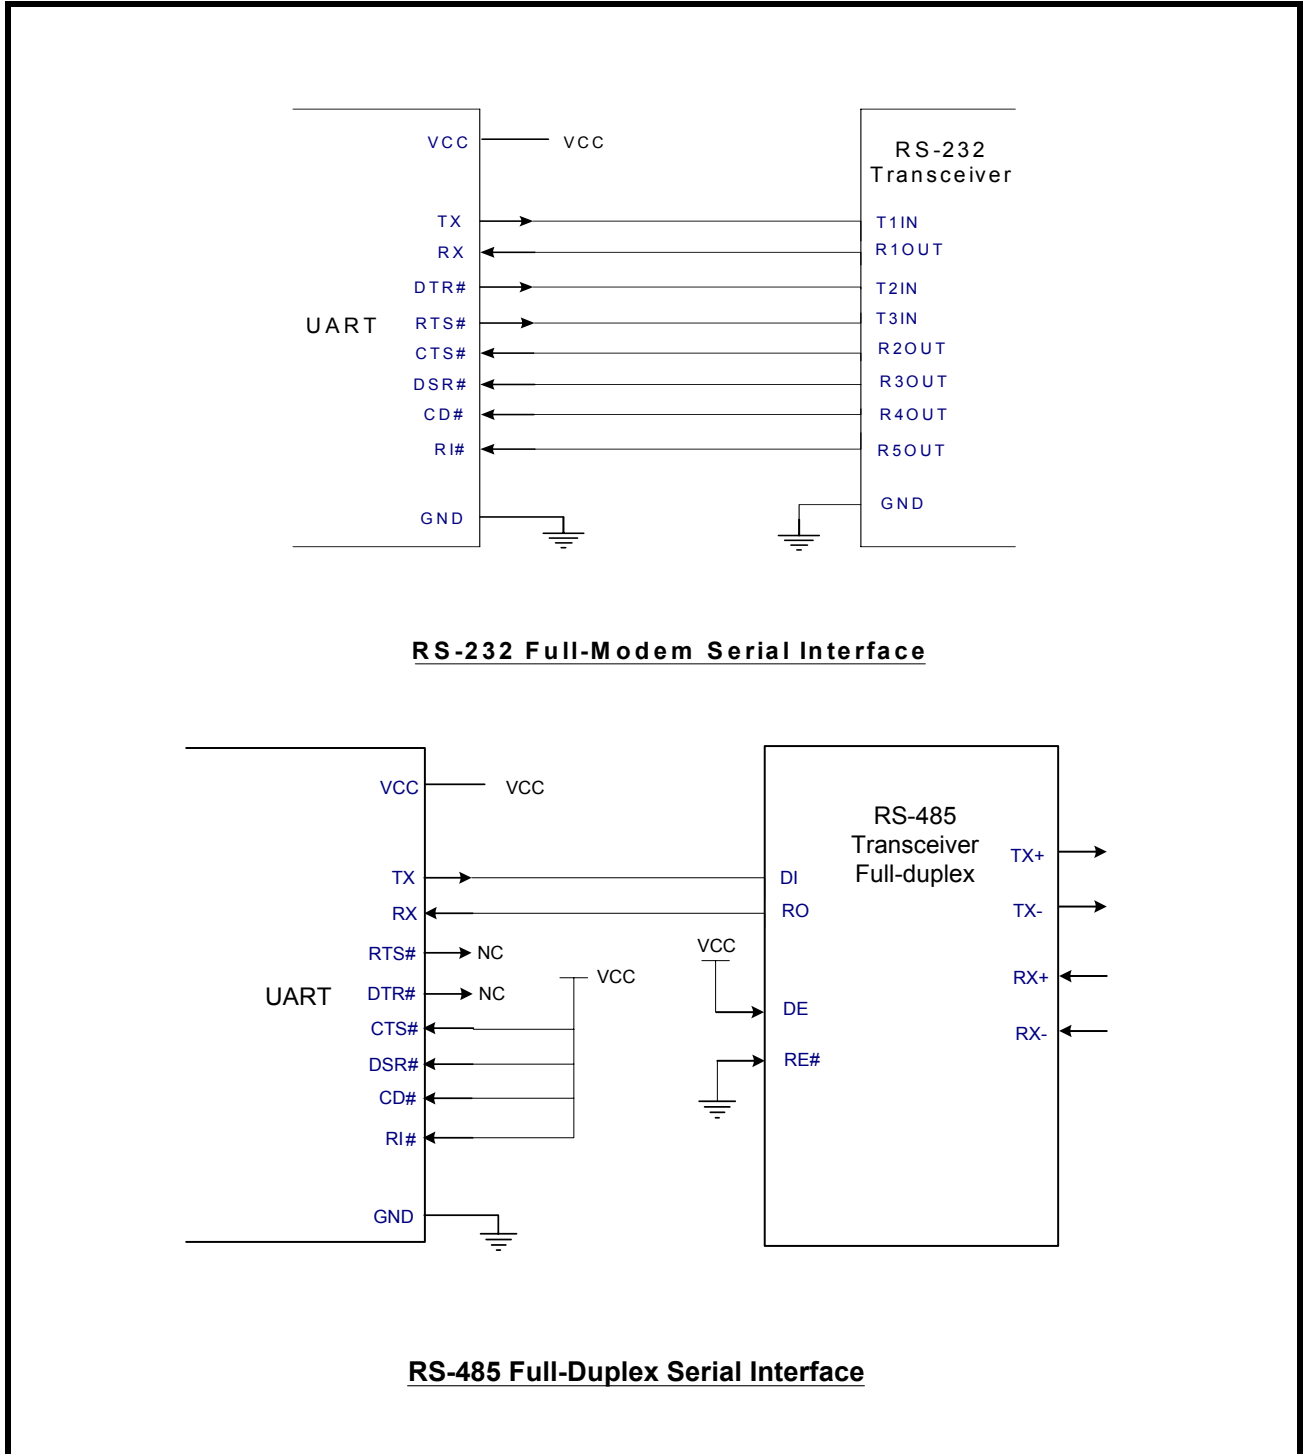 VCC VCC
RS-232
Transceiver
TX T1IN
RX R1OUT
DTR# T2IN
UART RTS# T3IN
CTS# R2OUT
DSR# R3OUT
CD# R4OUT
RI# R5OUT
GND GND
RS-232 Full-Modem Serial Interface
VCC VCC
RS-485
Transceiver
Full-duplex
TX+
TX DI
RX RO
TX-
RTS# NC
VCC
VCC
RX+
UART DTR# NC
DE
CTS#
RX-
DSR# RE#
CD#
RI#
GND
RS-485 Full-Duplex Serial Interface